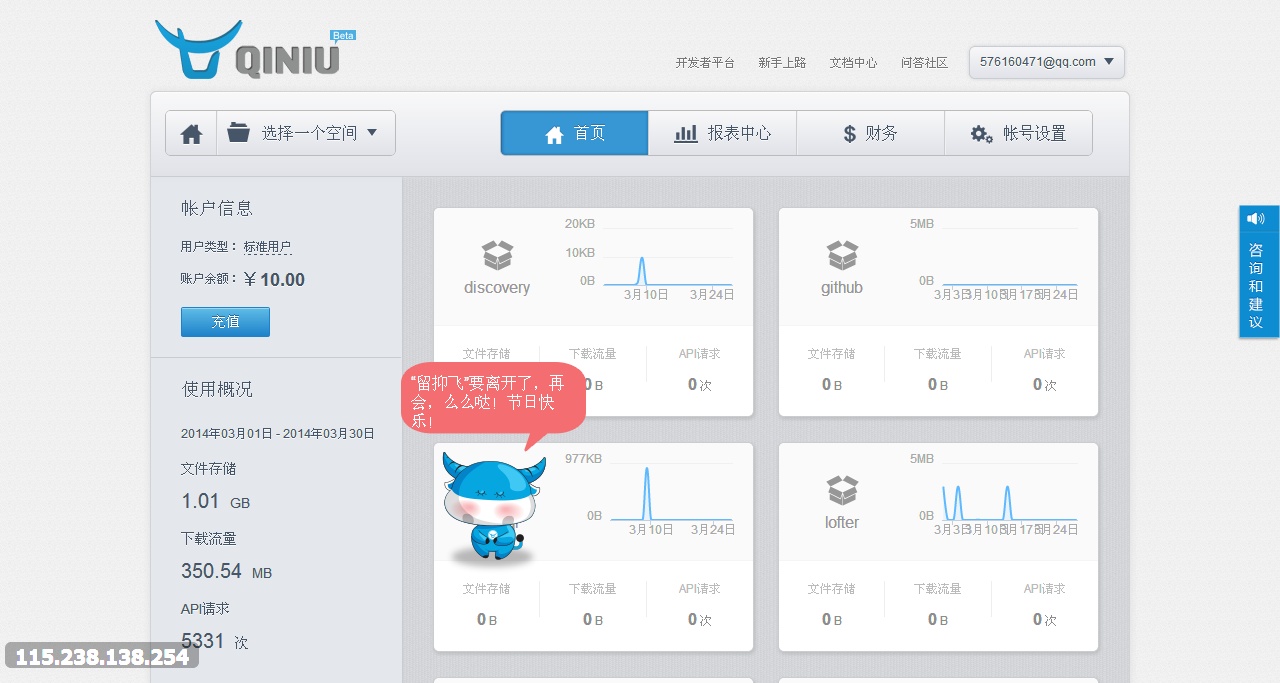 QINIU Beta
开发者平台 新手上路 文档中心 问答社区 576160471@qq.com
选择一个空间 首页 报表中心 财务 帐号设置
帐户信息
用户类型： 标准用户
账户余额：￥10.00
充值
使用概况
2014年03月01日 - 2014年03月30日
文件存储
1.01 GB
下载流量
350.54 MB
API请求
5331 次
20KB
10KB
0B
3月10日 3月24日
discovery
文件存储 下载流量 API请求
0 B 0 次
5MB
0B
3月3日 3月10日 3月17日 3月24日
github
文件存储 下载流量 API请求
0 B 0 B 0 次
“留抑飞”要离开了，再
会，么么哒！节日快
乐！
977KB
0B
3月10日 3月24日
文件存储 下载流量 API请求
0 B 0 B 0 次
5MB
0B
3月3日 3月10日 3月17日 3月24日
lofter
文件存储 下载流量 API请求
0 B 0 B 0 次
咨询和建议
115.238.138.254